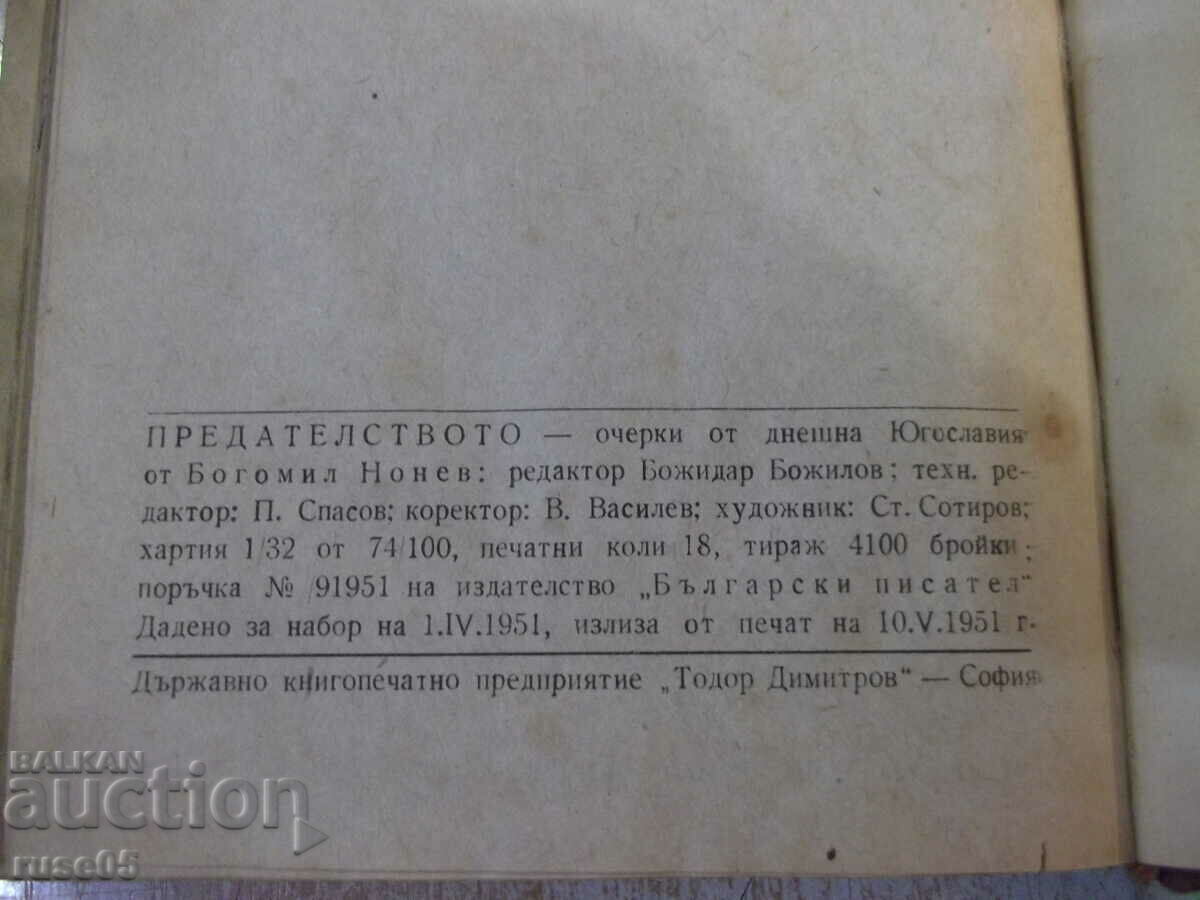 ПРЕДАТЕЛСТВОТО — очерки от днешна Югославия
от Богомил Нонев: редактор Божидар Божилов; техн. ре-
дактор: П. Спасов; коректор: В. Василев; художник: Ст. Сотиров;
хартия 1/32 от 74/100, печатни коли 18, тираж 4100 бройки;
поръчка № /91951 на издателство „Български писател“
Дадено за набор на 1.IV.1951, излиза от печат на 10.V.1951 г.
Държавно книгопечатно предприятие „Тодор Димитров“ — София
BALKAN
auction
ruse05